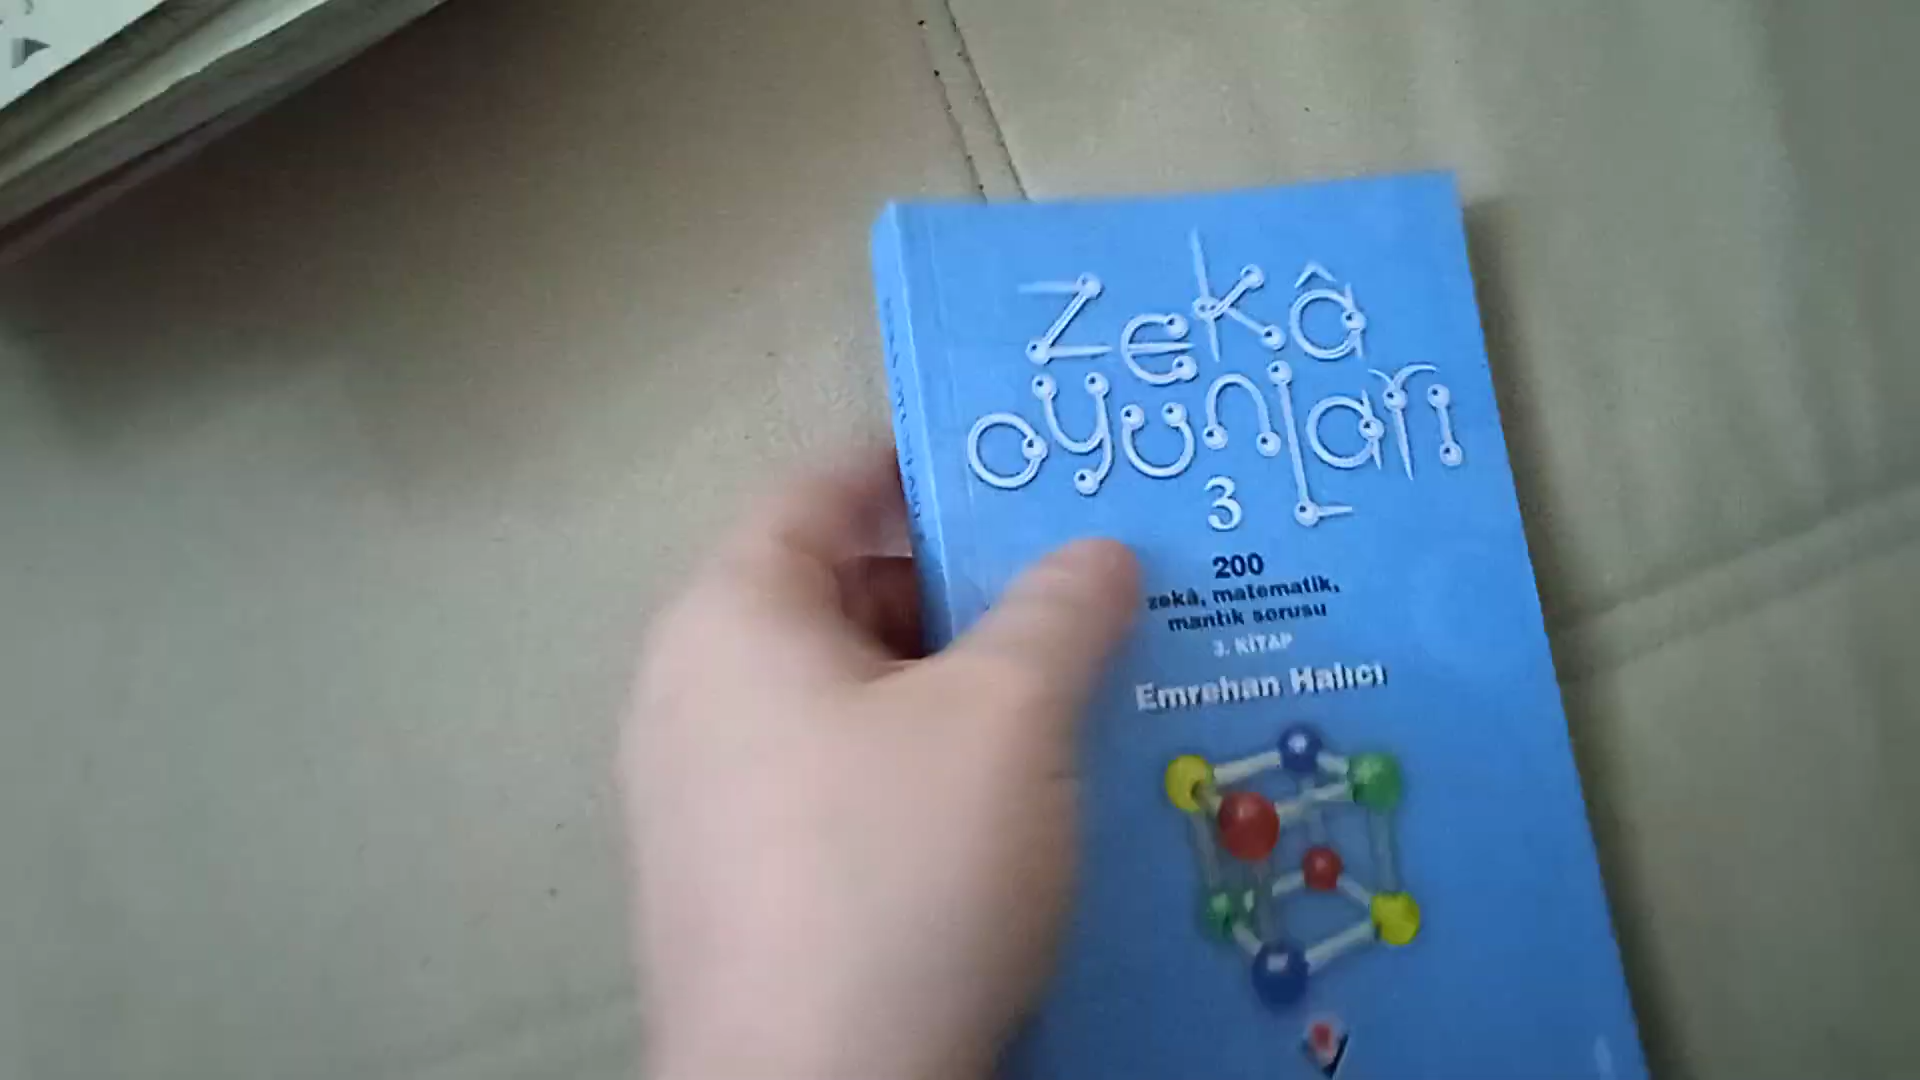 zekâ
oyunları
3
200
zekâ, matematik,
mantık sorusu
3. KİTAP
Emrehan Halıcı